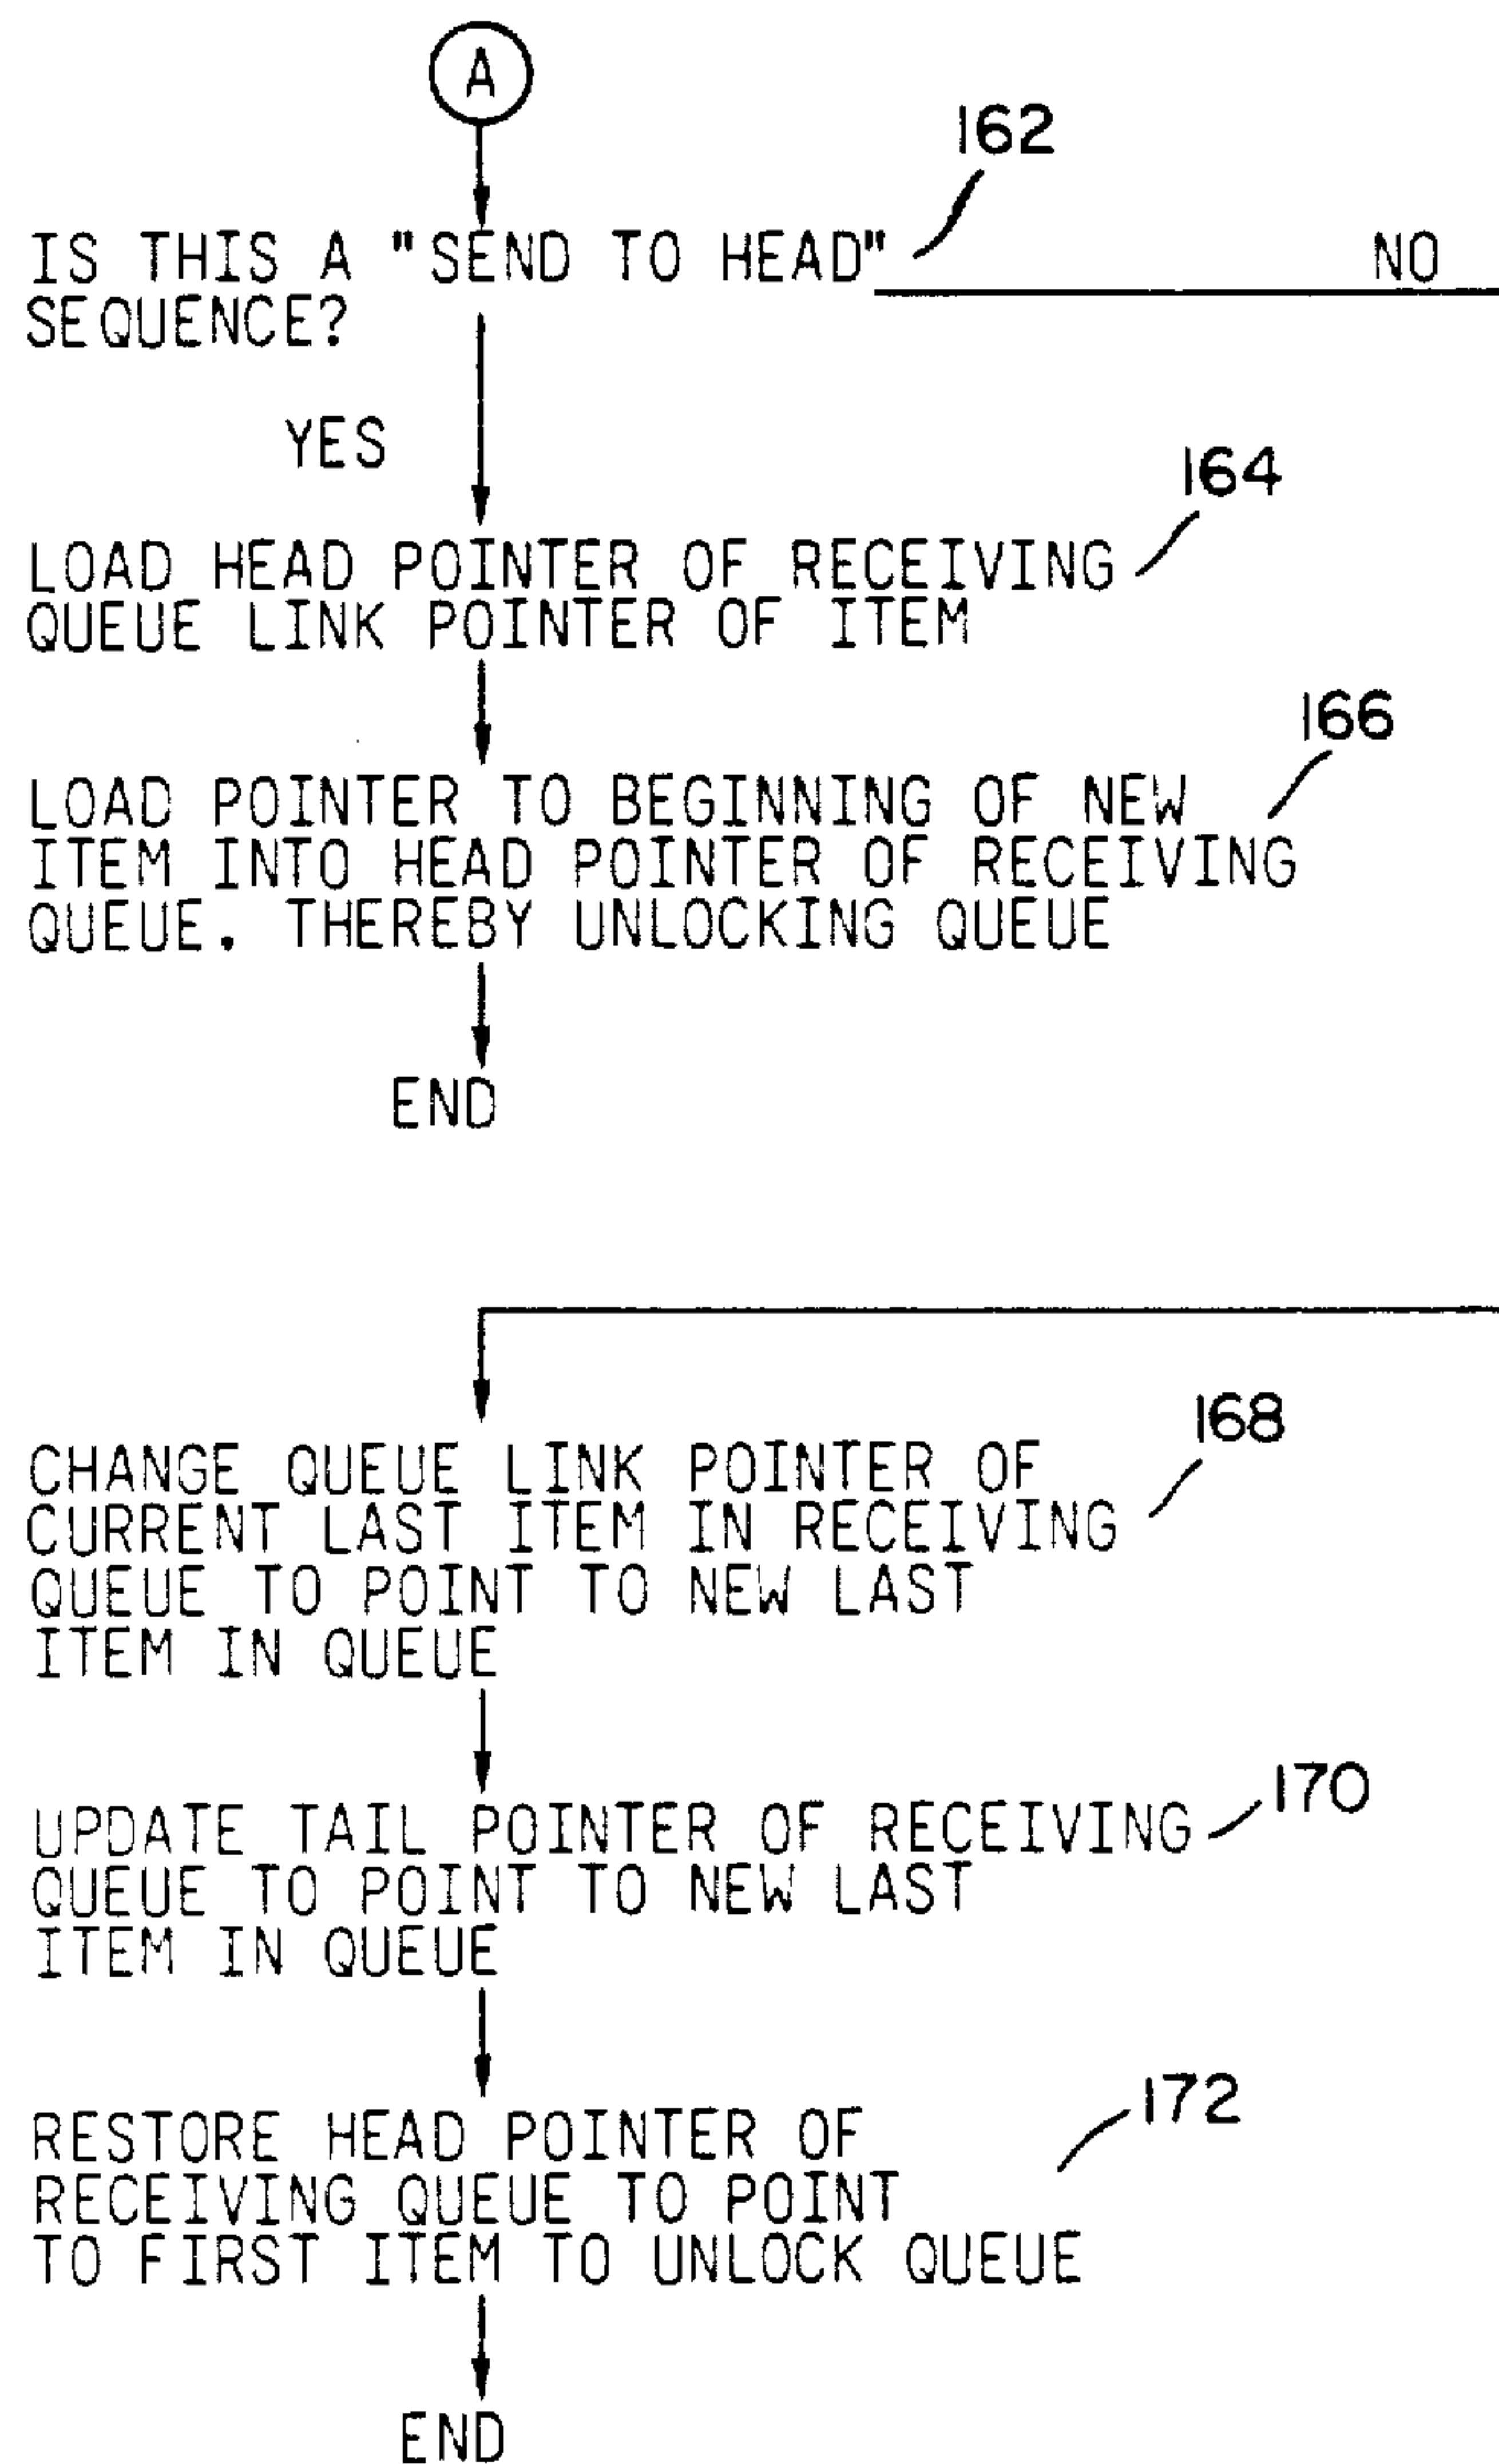 A
162
IS THIS A "SEND TO HEAD"
NO
SEQUENCE?
YES
164
LOAD HEAD POINTER OF RECEIVING
QUEUE LINK POINTER OF ITEM
166
LOAD POINTER TO BEGINNING OF NEW
ITEM INTO HEAD POINTER OF RECEIVING
QUEUE. THEREBY UNLOCKING QUEUE
END
168
CHANGE QUEUE LINK POINTER OF
CURRENT LAST ITEM IN RECEIVING
QUEUE TO POINT TO NEW LAST
ITEM IN QUEUE
170
UPDATE TAIL POINTER OF RECEIVING
QUEUE TO POINT TO NEW LAST
ITEM IN QUEUE
172
RESTORE HEAD POINTER OF
RECEIVING QUEUE TO POINT
TO FIRST ITEM TO UNLOCK QUEUE
END